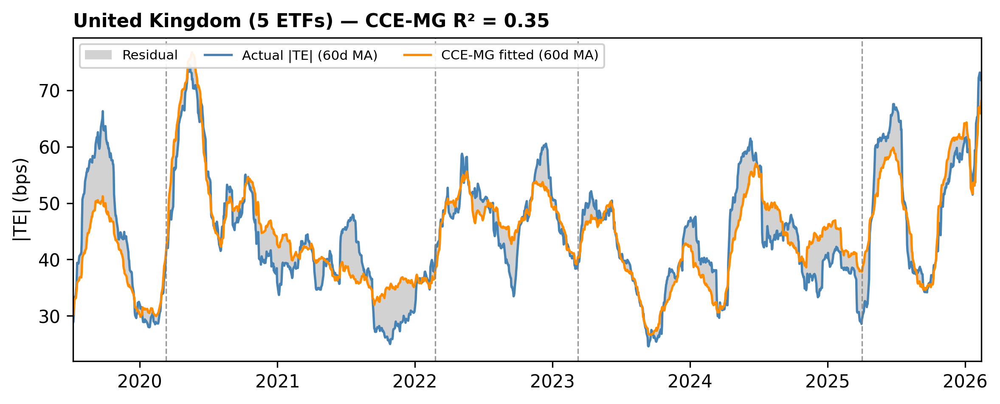 United Kingdom (5 ETFs) — CCE-MG R² = 0.35
Residual Actual |TE| (60d MA) CCE-MG fitted (60d MA)
|TE| (bps)
70
60
50
40
30
2020 2021 2022 2023 2024 2025 2026